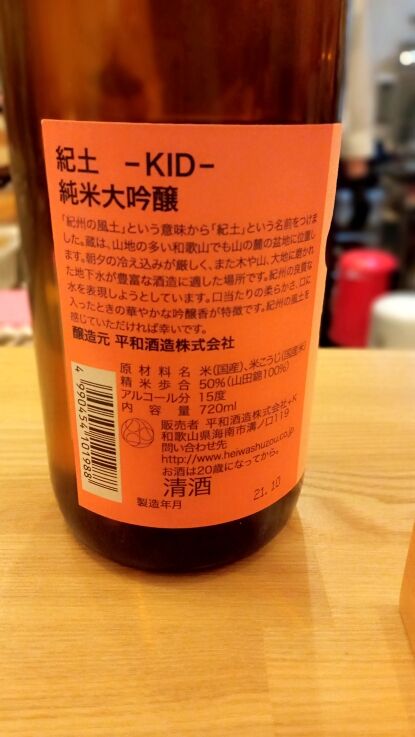 紀土 －KID－
純米大吟醸
「紀州の風土」という意味から「紀土」という名前をつけま
した。蔵は、山地の多い和歌山でも山の麓の盆地に位置し
ます。朝夕の冷え込みが厳しく、また木や山、大地に磨かれ
た地下水が豊富な酒造に適した場所です。紀州の良質な
水を表現しようとしています。口当たりの柔らかさ、口に
入ったときの華やかな吟醸香が特徴です。紀州の風土を
感じていただければ幸いです。
醸造元 平和酒造株式会社
原材料名 米(国産)、米こうじ(国産米)
精米歩合 50%(山田錦100%)
アルコール分 15度
内容量 720ml
販売者 平和酒造株式会社+K
和歌山県海南市溝ノ口119
問い合わせ先
http://www.heiwashuzou.co.jp
お酒は20歳になってから。
清酒
製造年月
21.10
4 990454 101988